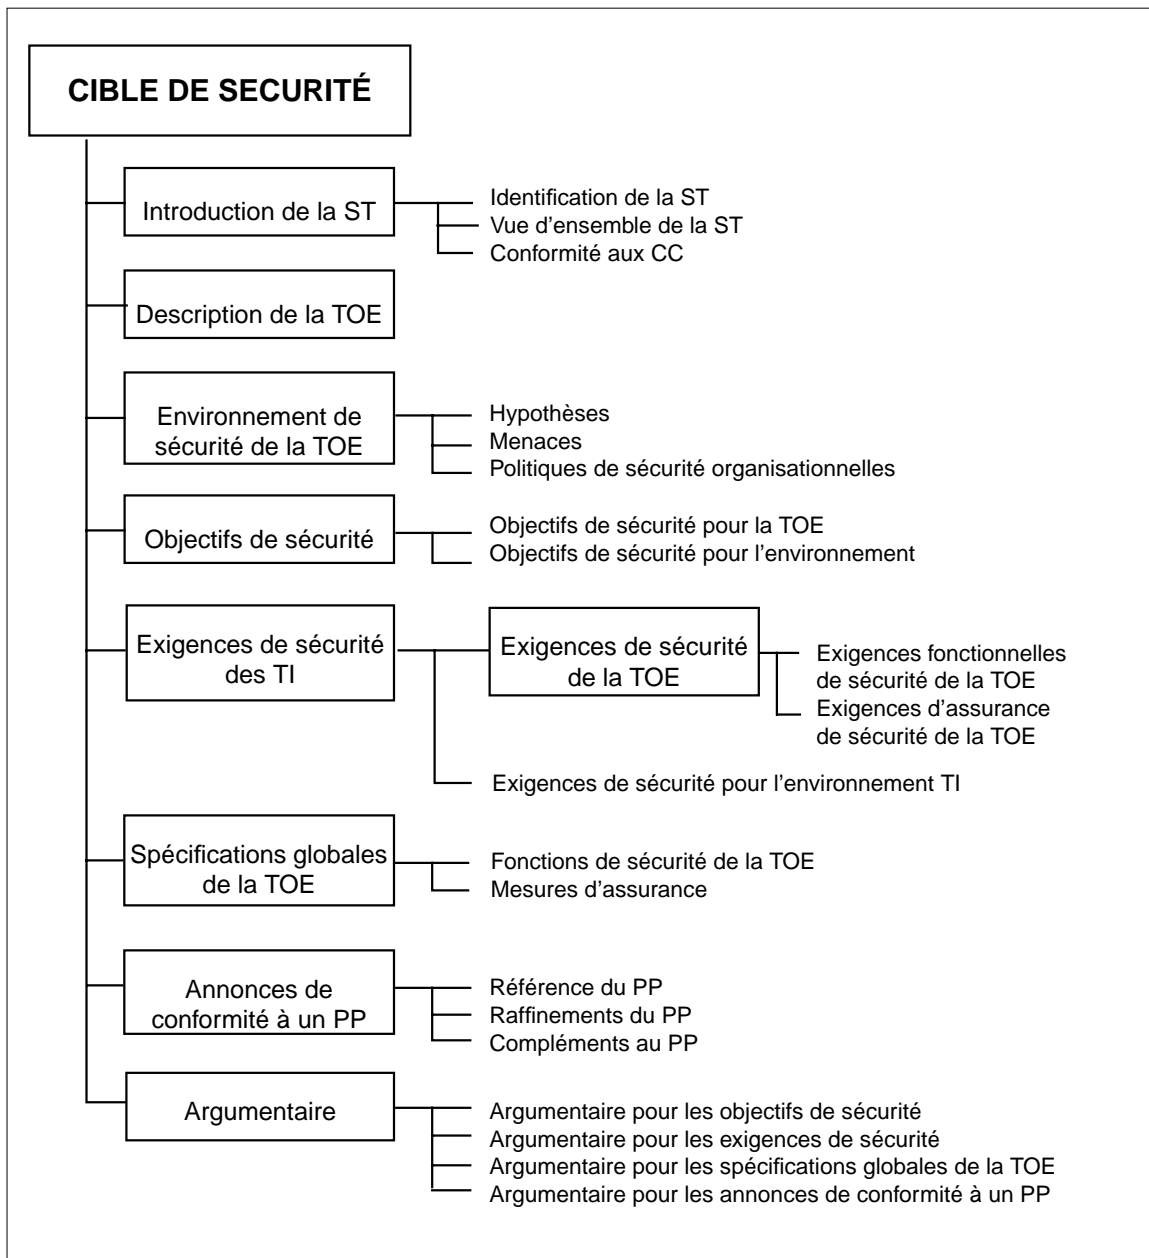 CIBLE DE SECURITÉ
Introduction de la ST
Identification de la ST
Vue d'ensemble de la ST
Conformité aux CC
Description de la TOE
Environnement de
sécurité de la TOE
Hypothèses
Menaces
Politiques de sécurité organisationnelles
Objectifs de sécurité
Objectifs de sécurité pour la TOE
Objectifs de sécurité pour l'environnement
Exigences de sécurité
des TI
Exigences de sécurité
de la TOE
Exigences fonctionnelles
de sécurité de la TOE
Exigences d'assurance
de sécurité de la TOE
Exigences de sécurité pour l'environnement TI
Spécifications globales
de la TOE
Fonctions de sécurité de la TOE
Mesures d'assurance
Annonces de
conformité à un PP
Référence du PP
Raffinements du PP
Compléments au PP
Argumentaire
Argumentaire pour les objectifs de sécurité
Argumentaire pour les exigences de sécurité
Argumentaire pour les spécifications globales de la TOE
Argumentaire pour les annonces de conformité à un PP